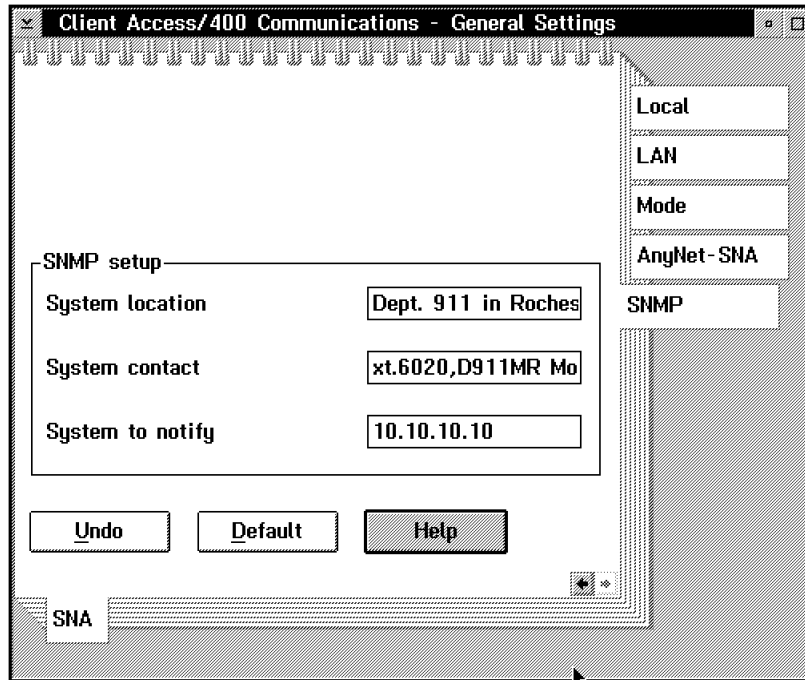 Client Access/400 Communications - General Settings
Local
LAN
Mode
AnyNet-SNA
SNMP
SNMP setup
System location
Dept. 911 in Roches
System contact
xt.6020,D911MR Mo
System to notify
10.10.10.10
Undo
Default
Help
SNA